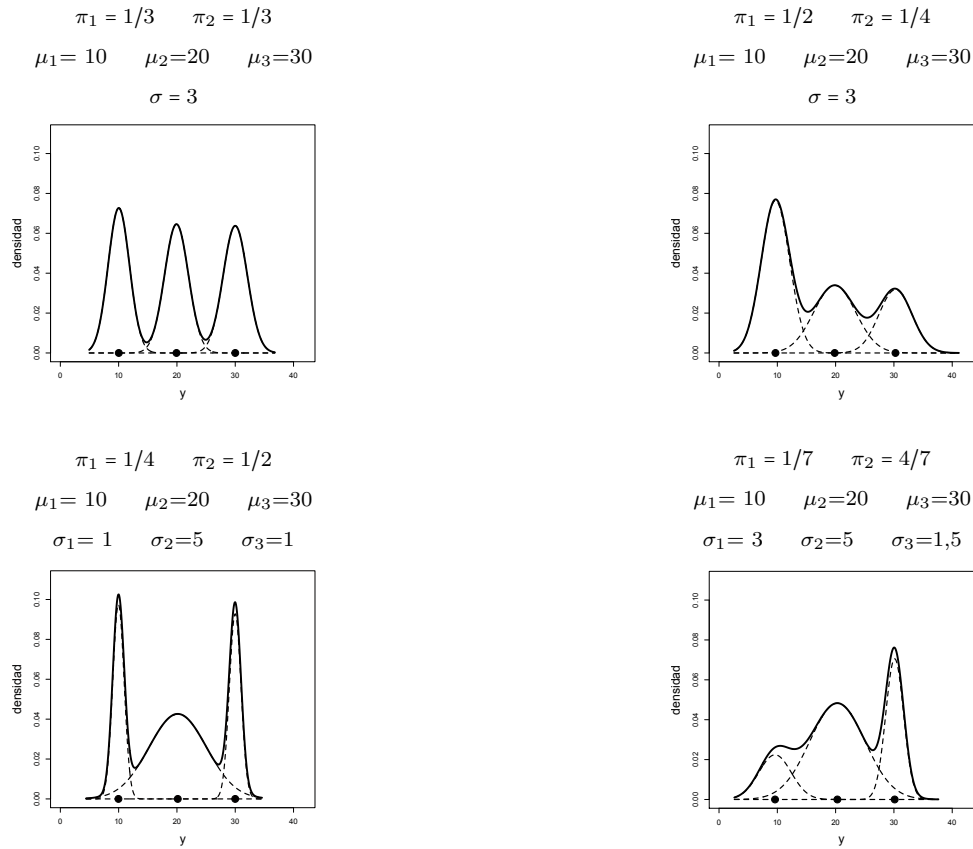 π₁ = 1/3 π₂ = 1/3
μ₁= 10 μ₂=20 μ₃=30
σ = 3
densidad
0.10
0.08
0.06
0.04
0.02
0.00
0 10 20 30 40
y
π₁ = 1/2 π₂ = 1/4
μ₁= 10 μ₂=20 μ₃=30
σ = 3
densidad
0.10
0.08
0.06
0.04
0.02
0.00
0 10 20 30 40
y
π₁ = 1/4 π₂ = 1/2
μ₁= 10 μ₂=20 μ₃=30
σ₁= 1 σ₂=5 σ₃=1
densidad
0.10
0.08
0.06
0.04
0.02
0.00
0 10 20 30 40
y
π₁ = 1/7 π₂ = 4/7
μ₁= 10 μ₂=20 μ₃=30
σ₁= 3 σ₂=5 σ₃=1,5
densidad
0.10
0.08
0.06
0.04
0.02
0.00
0 10 20 30 40
y